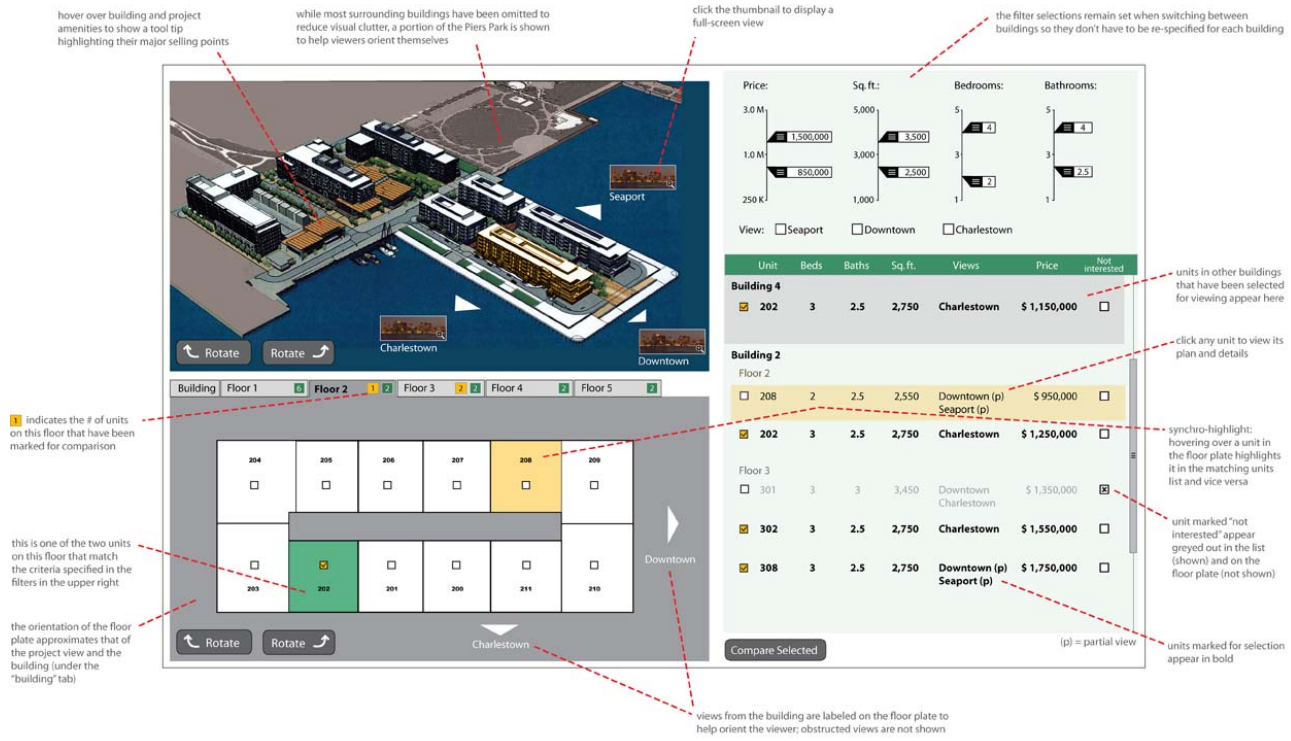 hover over building and project
amenities to show a tool tip
highlighting their major selling points
while most surrounding buildings have been omitted to
reduce visual clutter, a portion of the Piers Park is shown
to help viewers orient themselves
click the thumbnail to display a
full-screen view
the filter selections remain set when switching between
buildings so they don't have to be re-specified for each building
Seaport
Charlestown
Downtown
Rotate Rotate
Price: Sq. ft.: Bedrooms: Bathrooms:
3.0 M 5,000 5 5
1,500,000 3,500 4 4
1.0 M 3,000 3 3
850,000 2,500 2 2.5
250 K 1,000 1 1
View: Seaport Downtown Charlestown
Unit Beds Baths Sq. ft. Views Price Not interested
Building 4
202 3 2.5 2,750 Charlestown $ 1,150,000
Building 2
Floor 2
208 2 2.5 2,550 Downtown (p) $ 950,000
Seaport (p)
202 3 2.5 2,750 Charlestown $ 1,250,000
Floor 3
301 3 3 3,450 Downtown $ 1,350,000
Charlestown
302 3 2.5 2,750 Charlestown $ 1,550,000
308 3 2.5 2,750 Downtown (p) $ 1,750,000
Seaport (p)
Compare Selected
(p) = partial view
Building Floor 1 6 Floor 2 1 2 Floor 3 2 2 Floor 4 2 Floor 5 2
204 205 206 207 208 209
203 202 201 200 211 210
Downtown
Charlestown
Rotate Rotate
1 indicates the # of units
on this floor that have been
marked for comparison
this is one of the two units
on this floor that match
the criteria specified in the
filters in the upper right
the orientation of the floor
plate approximates that of
the project view and the
building (under the
"building" tab)
units in other buildings
that have been selected
for viewing appear here
click any unit to view its
plan and details
synchro-highlight:
hovering over a unit in
the floor plate highlights
it in the matching units
list and vice versa
unit marked "not
interested" appear
greyed out in the list
(shown) and on the
floor plate (not shown)
units marked for selection
appear in bold
views from the building are labeled on the floor plate to
help orient the viewer; obstructed views are not shown